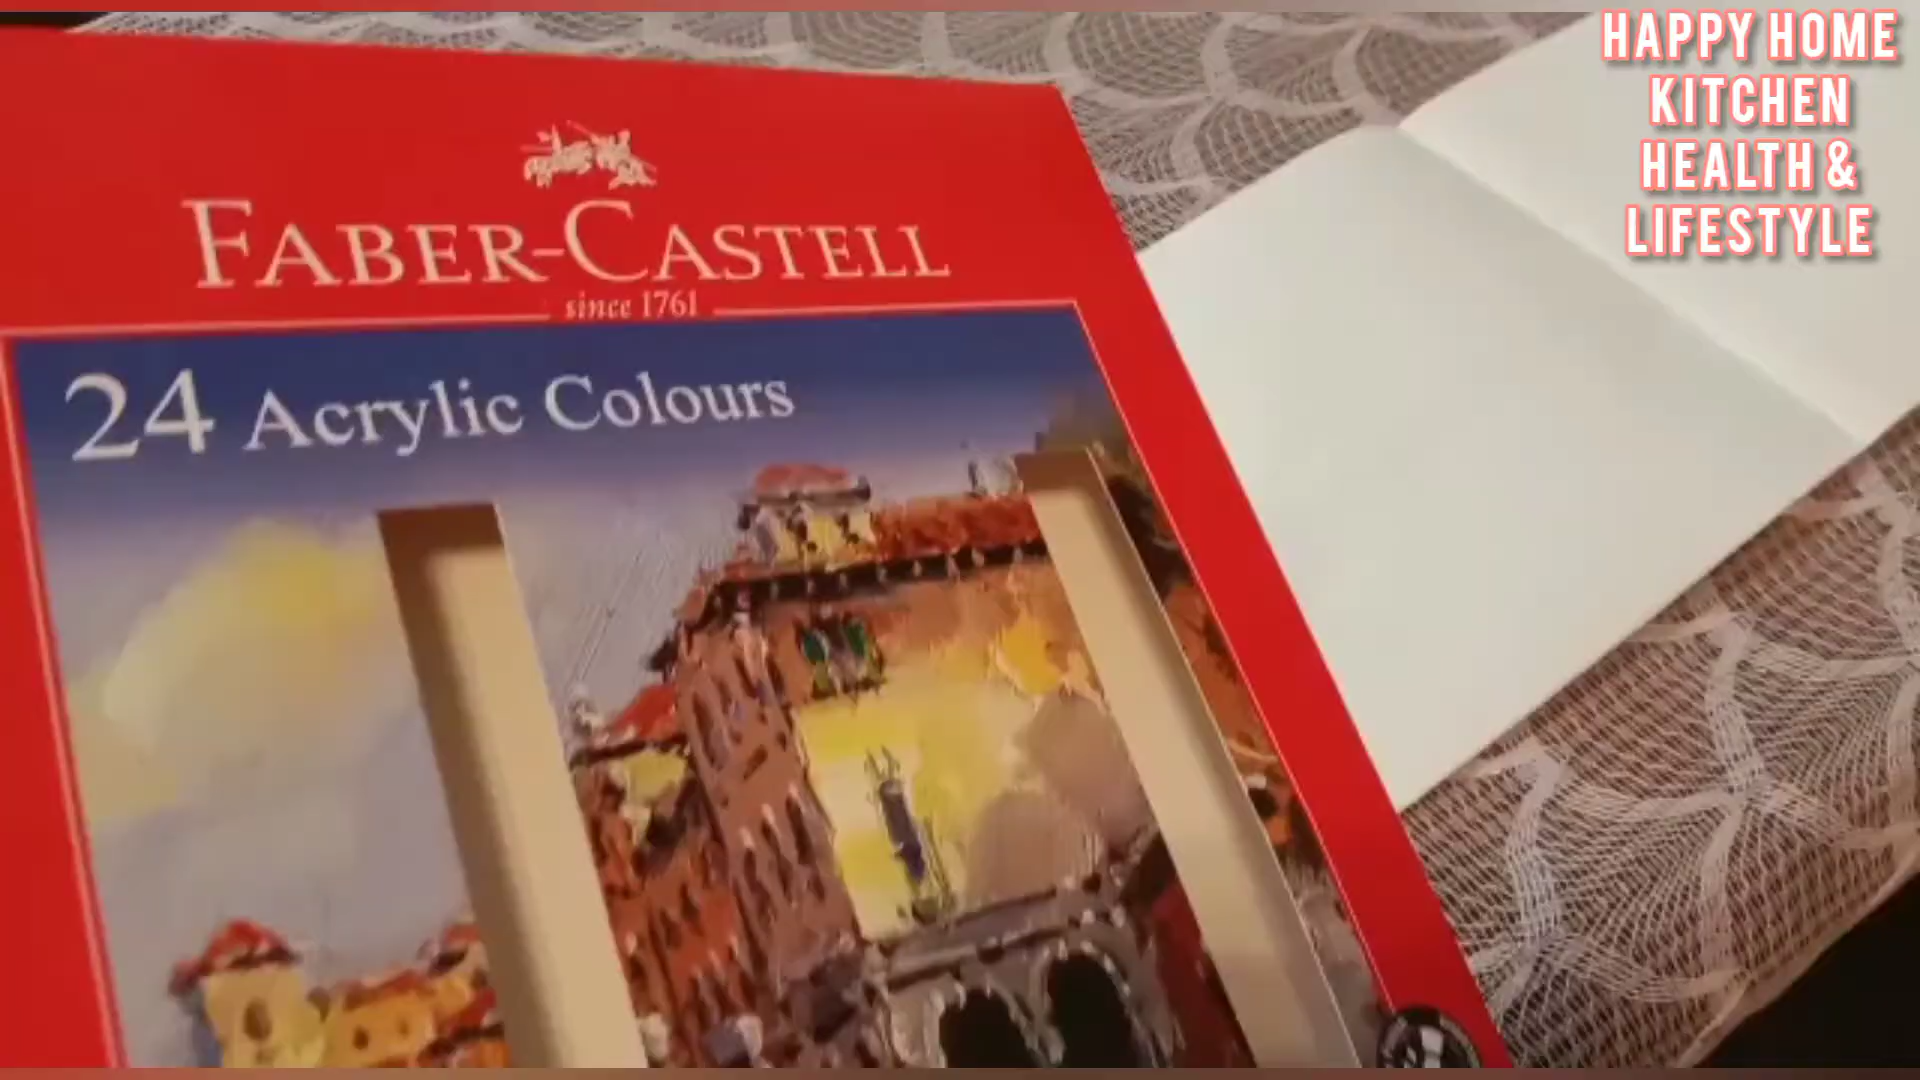 HAPPY HOME
KITCHEN
HEALTH &
LIFESTYLE
FABER-CASTELL
since 1761
24 Acrylic Colours